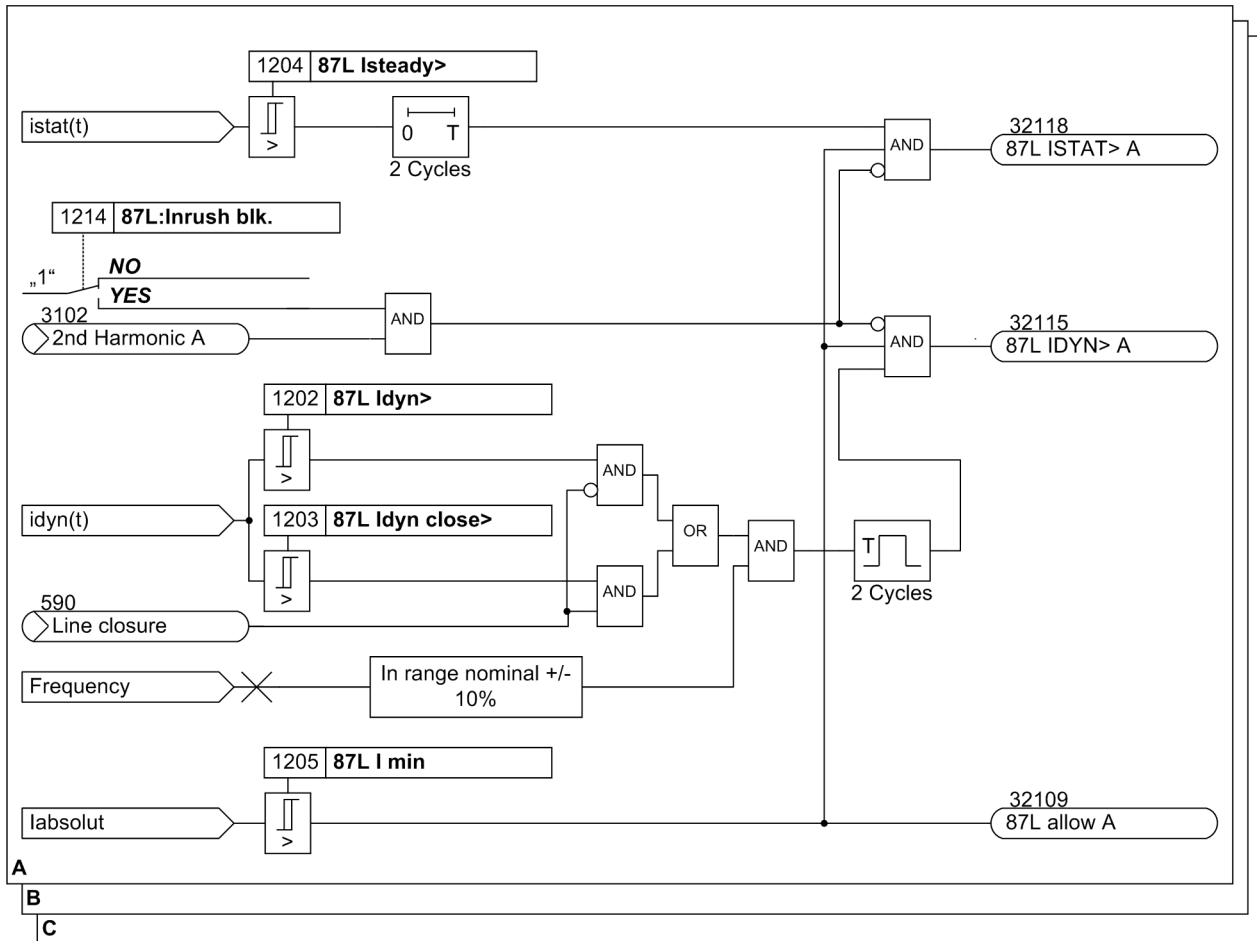 1204 87L Isteady>
istat(t)
>
0 T
2 Cycles
AND
32118
87L ISTAT> A
1214 87L:Inrush blk.
„1“
NO
YES
3102
2nd Harmonic A
AND
AND
32115
87L IDYN> A
1202 87L Idyn>
>
AND
idyn(t)
1203 87L Idyn close>
>
OR
AND
AND
T
2 Cycles
590
Line closure
Frequency
In range nominal +/-
10%
1205 87L I min
Iabsolut
>
32109
87L allow A
A
B
C